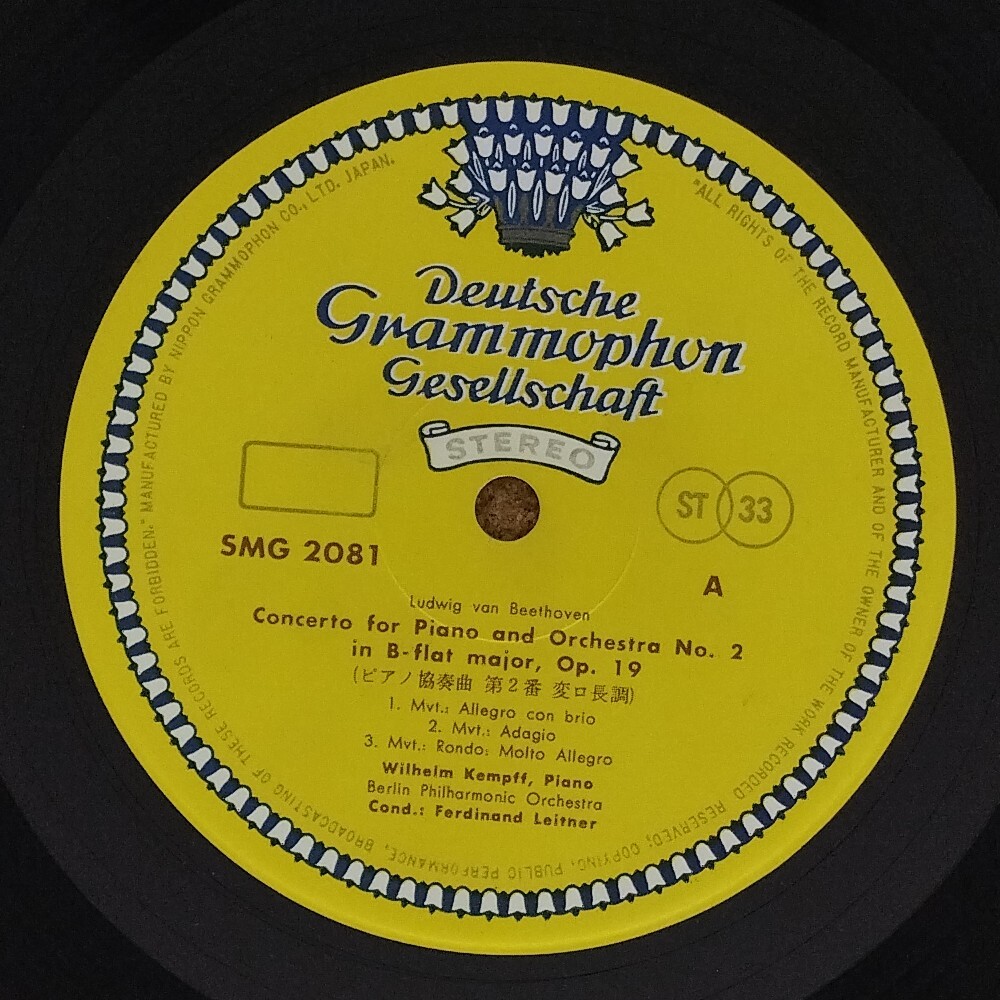 Deutsche
Grammophon
Gesellschaft
STEREO
SMG 2081
ST 33
A
Ludwig van Beethoven
Concerto for Piano and Orchestra No. 2
in B-flat major, Op. 19
(ピアノ協奏曲 第2番 変ロ長調)
1. Mvt.: Allegro con brio
2. Mvt.: Adagio
3. Mvt.: Rondo: Molto Allegro
Wilhelm Kempff, Piano
Berlin Philharmonic Orchestra
Cond.: Ferdinand Leitner
"ALL RIGHTS OF THE RECORD MANUFACTURER AND OF THE OWNER OF THE WORK RECORDED RESERVED; COPYING, PUBLIC PERFORMANCE, BROADCASTING OF THESE RECORDS ARE FORBIDDEN." MANUFACTURED BY NIPPON GRAMMOPHON CO., LTD. JAPAN.